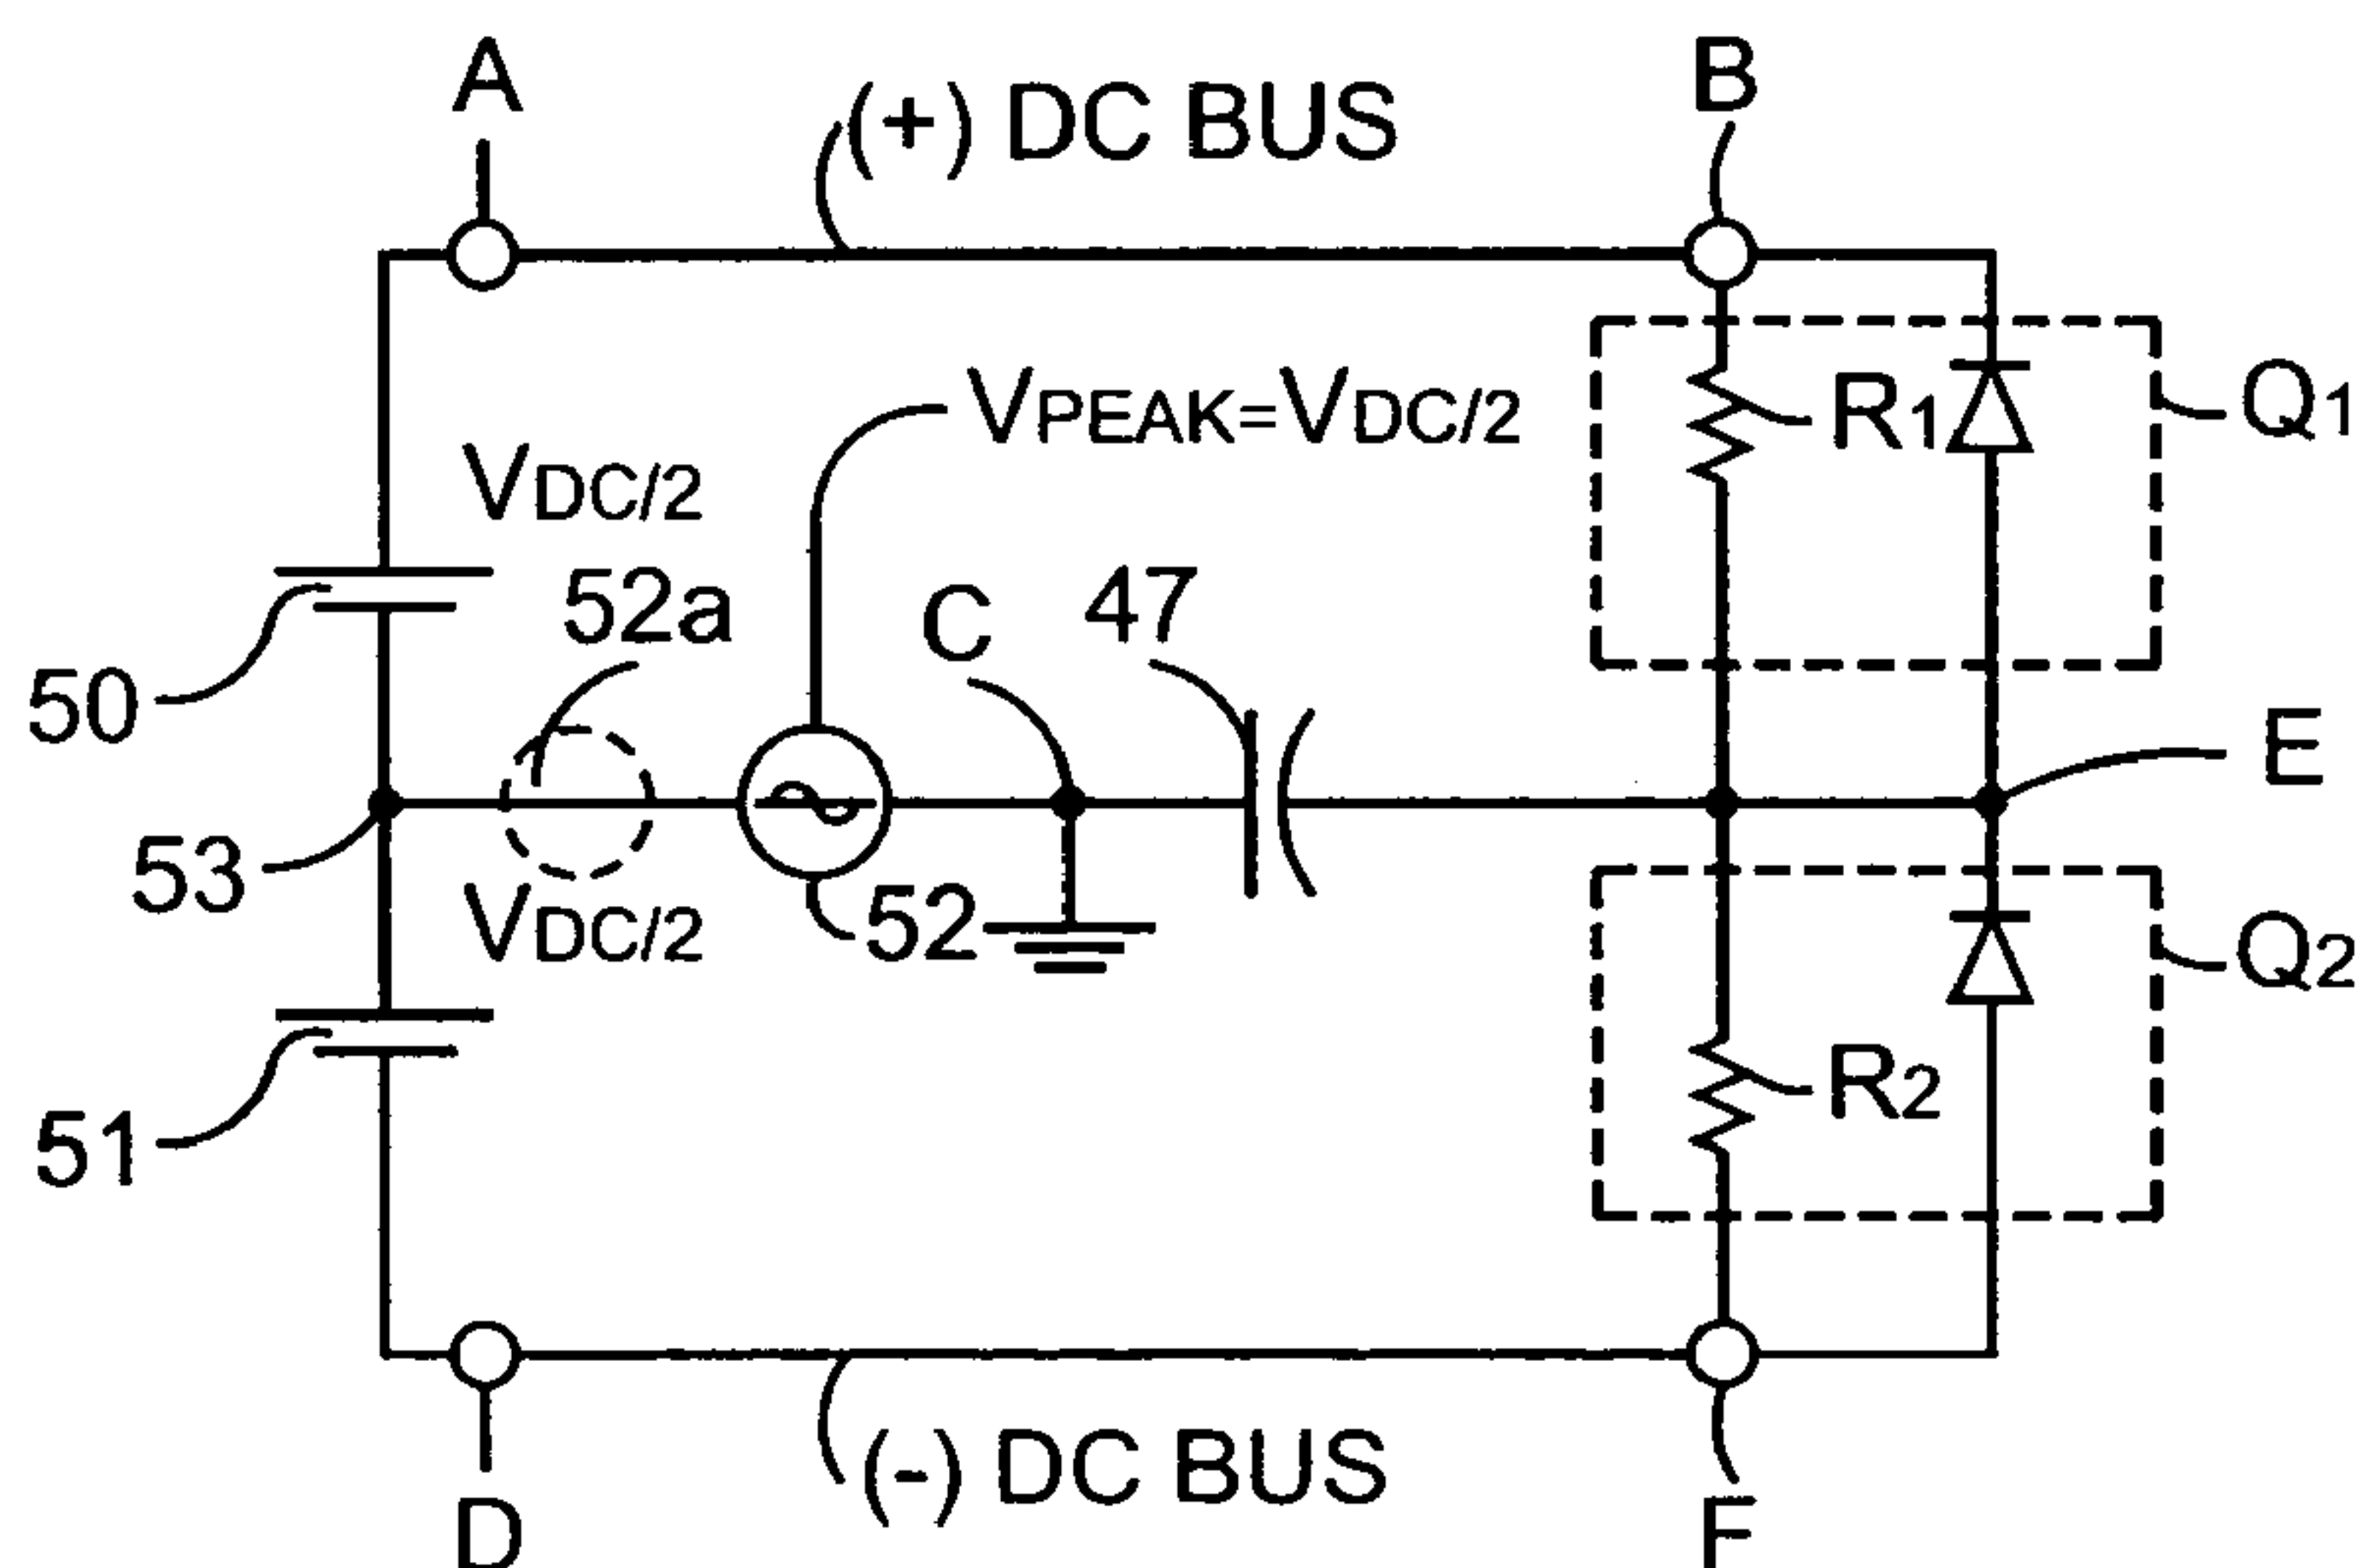 A
B
(+) DC BUS
VPEAK=VDC/2
R1
Q1
VDC/2
52a
C
47
50
E
53
VDC/2
52
Q2
R2
51
(-) DC BUS
D
F